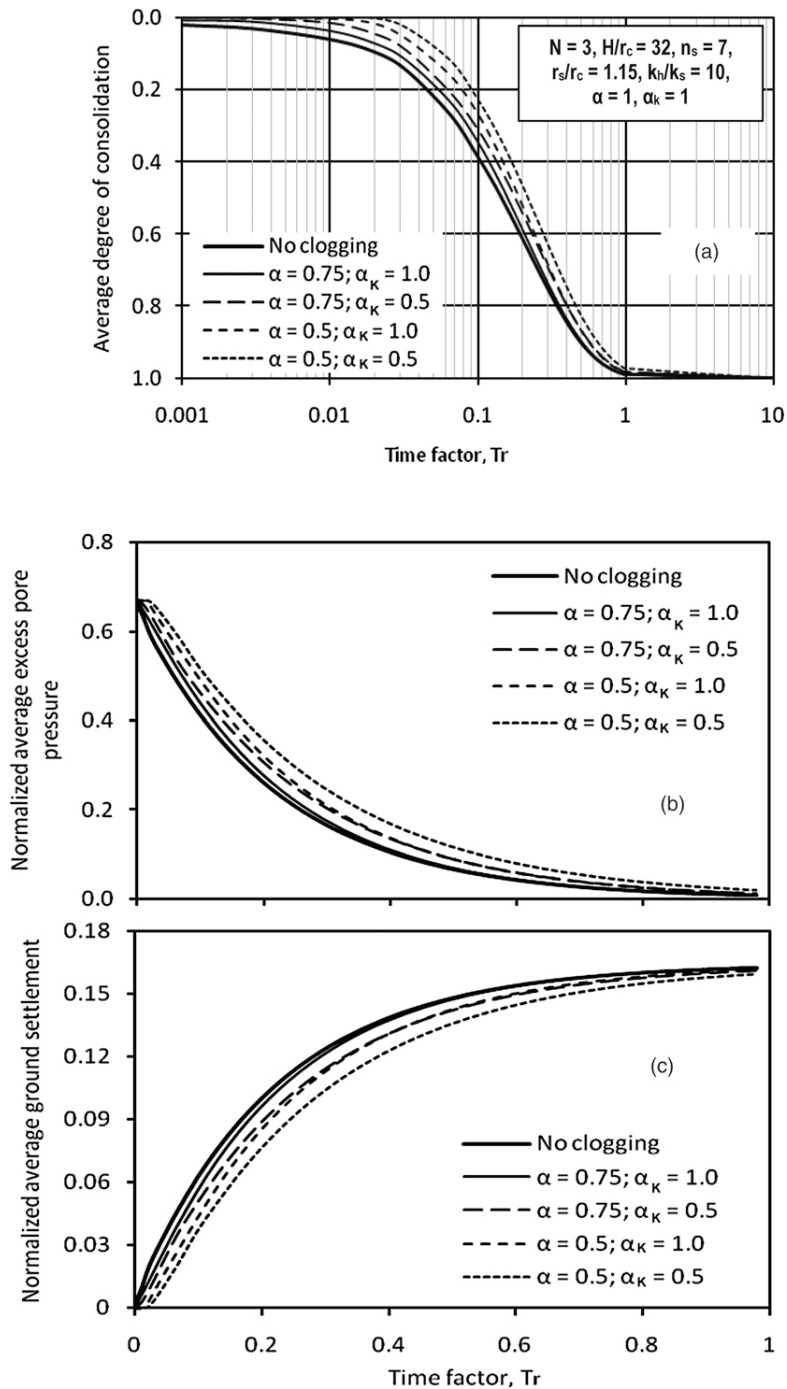 0.0
0.2
0.4
0.6
0.8
1.0
Average degree of consolidation
N = 3, H/rc = 32, ns = 7,
rs/rc = 1.15, kh/ks = 10,
α = 1, αk = 1
No clogging
α = 0.75; αK = 1.0
α = 0.75; αK = 0.5
α = 0.5; αK = 1.0
α = 0.5; αK = 0.5
(a)
0.001
0.01
0.1
1
10
Time factor, Tr
0.8
0.6
0.4
0.2
0.0
Normalized average excess pore
pressure
No clogging
α = 0.75; αK = 1.0
α = 0.75; αK = 0.5
α = 0.5; αK = 1.0
α = 0.5; αK = 0.5
(b)
0.18
0.15
0.12
0.09
0.06
0.03
0
Normalized average ground settlement
(c)
No clogging
α = 0.75; αK = 1.0
α = 0.75; αK = 0.5
α = 0.5; αK = 1.0
α = 0.5; αK = 0.5
0
0.2
0.4
0.6
0.8
1
Time factor, Tr